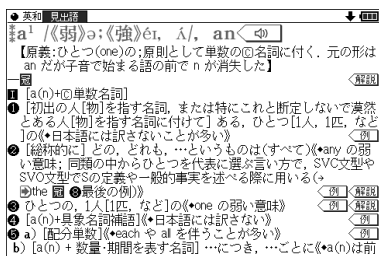 英和 見出語
a¹ /《弱》ə;《強》éɪ, ʌ́/, an
【原義:ひとつ(one)の;原則として単数のⒸ名詞に付く. 元の形は
an だが子音で始まる語の前で n が消失した】
冠 解説
1 [a(n)+Ⓒ単数名詞]
❶ [初出の人[物]を指す名詞, または特にこれと断定しないで漠然
とある人[物]を指す名詞に付けて] ある, ひとつ[1人, 1匹, など
]の《◆日本語には訳さないことが多い》 例
❷ [総称的に] どの, どれも, …というものは(すべて)《◆any の弱
い意味; 同類の中からひとつを代表に選ぶ言い方で, SVC文型や
SVO文型でSの定義や一般的事実を述べる際に用いる(→
the 冠 ❽最後の例)》 例 解説
❸ ひとつの, 1人[1匹, など]の《◆one の弱い意味》 例 解説
❹ [a(n)+具象名詞補語]《◆日本語には訳さない》 例
❺ a) [配分単数]《◆each や all を伴うことが多い》 例
b) [a(n) + 数量・期間を表す名詞] …につき, …ごとに《◆a(n)は前